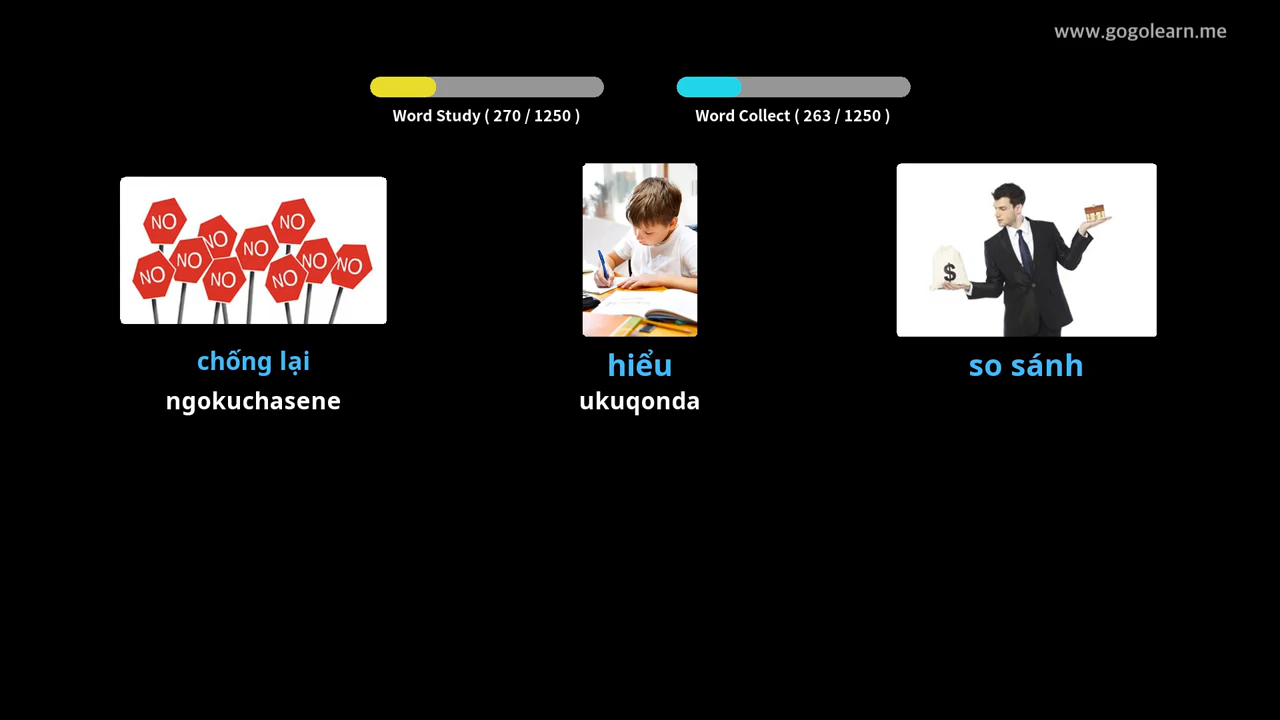 www.gogolearn.me
Word Study ( 270 / 1250 )
Word Collect ( 263 / 1250 )
NO
NO
NO
NO
NO
NO
NO
NO
NO
NO
$
chống lại
ngokuchasene
hiểu
ukuqonda
so sánh